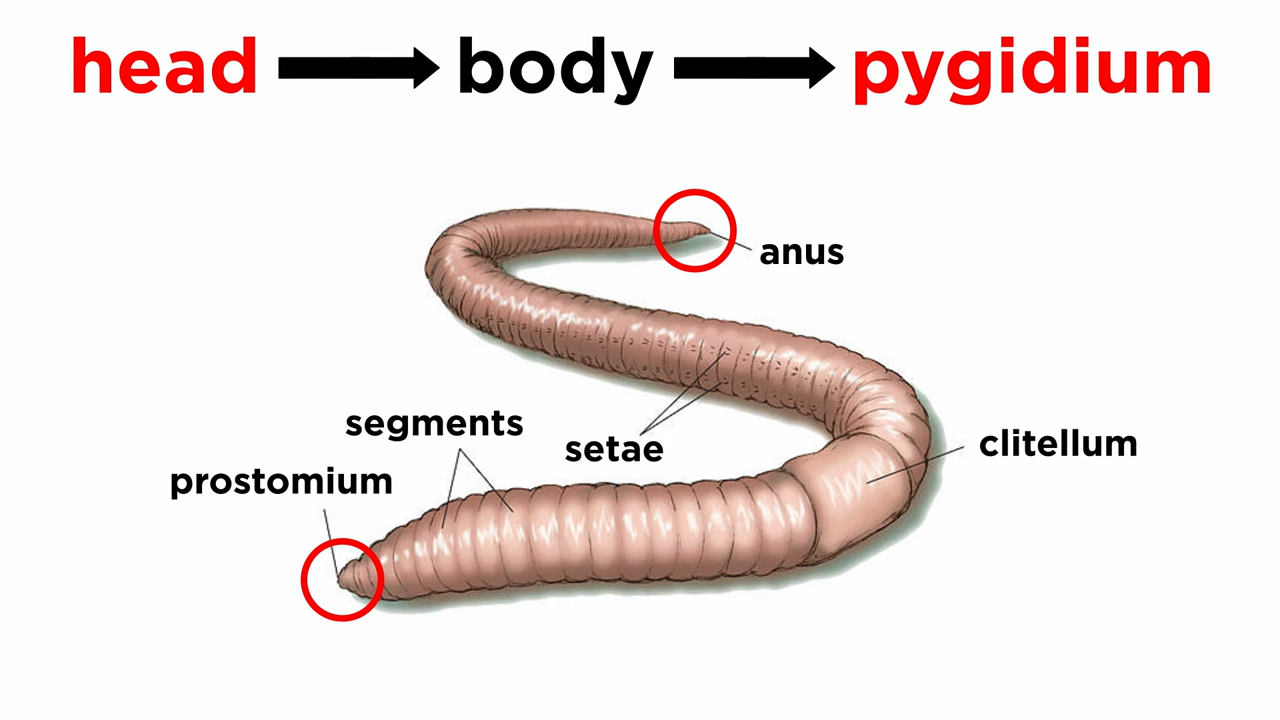 head → body → pygidium
anus
segments
setae
clitellum
prostomium